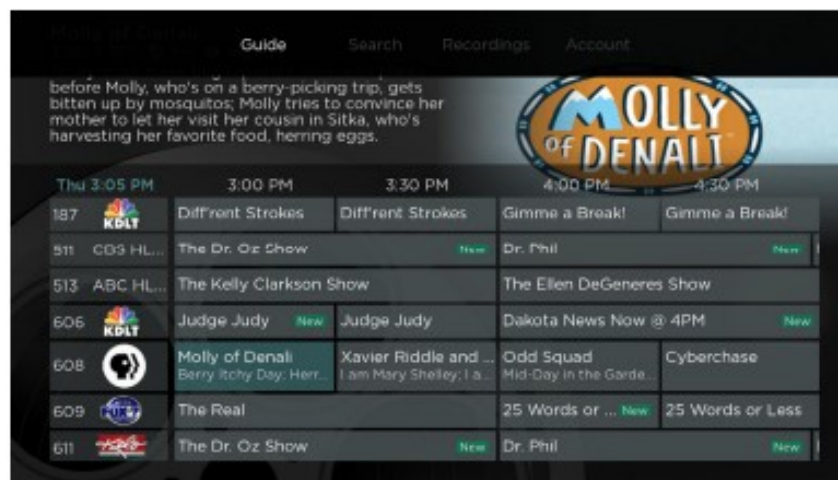 Guide Search Recordings Account
before Molly, who's on a berry-picking trip, gets
bitten up by mosquitos; Molly tries to convince her
mother to let her visit her cousin in Sitka, who's
harvesting her favorite food, herring eggs.
MOLLY
OF DENALI
Thu 3:05 PM 3:00 PM 3:30 PM 4:00 PM 4:30 PM
187 KDLT Diff'rent Strokes Diff'rent Strokes Gimme a Break! Gimme a Break!
511 CBS HL... The Dr. Oz Show New Dr. Phil New
513 ABC HL... The Kelly Clarkson Show The Ellen DeGeneres Show
606 KDLT Judge Judy New Judge Judy Dakota News Now @ 4PM New
608 Molly of Denali Xavier Riddle and ... Odd Squad Cyberchase
Berry Itchy Day; Herr... I am Mary Shelley; I a... Mid-Day in the Garde...
609 FOX The Real 25 Words or ... New 25 Words or Less
611 The Dr. Oz Show New Dr. Phil New